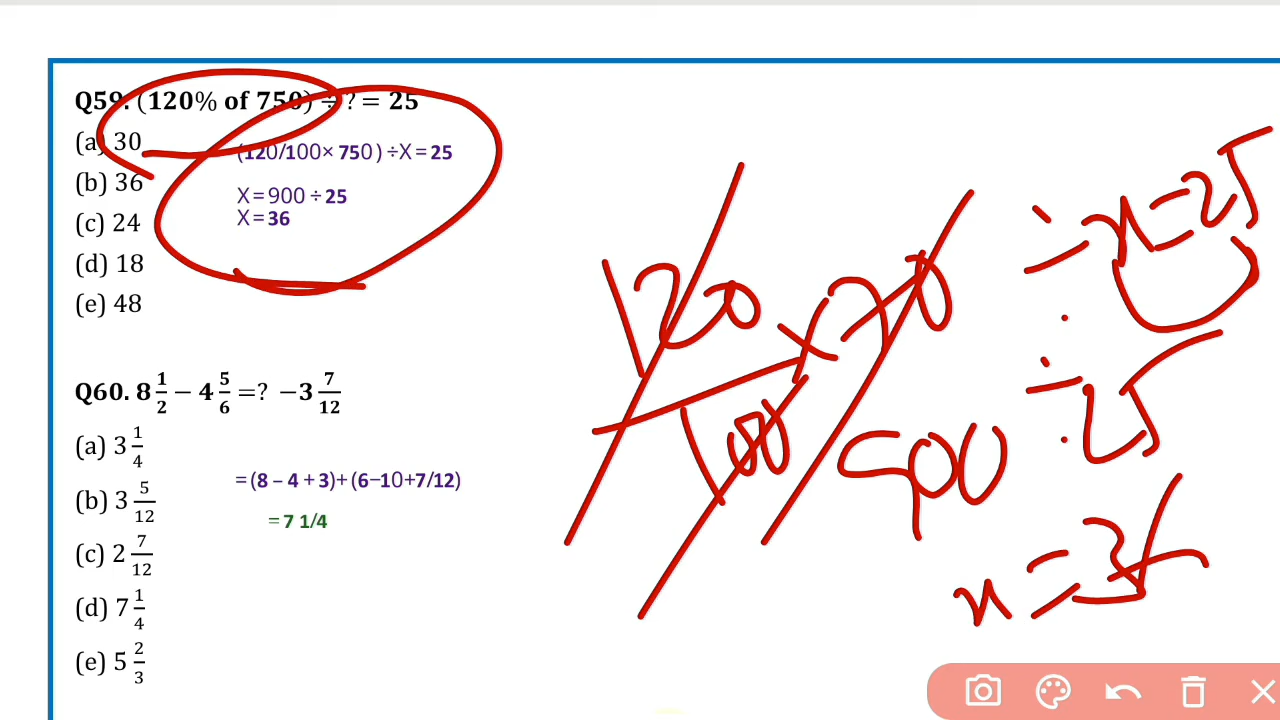 Q59. (120% of 750) ÷ ? = 25
(a) 30
(120/100× 750 ) ÷X = 25
(b) 36
X = 900 ÷ 25
X = 36
(c) 24
(d) 18
(e) 48
Q60. 8 1/2 − 4 5/6 =? −3 7/12
(a) 3 1/4
= (8 – 4 + 3)+ (6–10+7/12)
(b) 3 5/12
= 7 1/4
(c) 2 7/12
(d) 7 1/4
(e) 5 2/3
120/100 × 750 ÷ x = 25
900 ÷ 25
x = 36